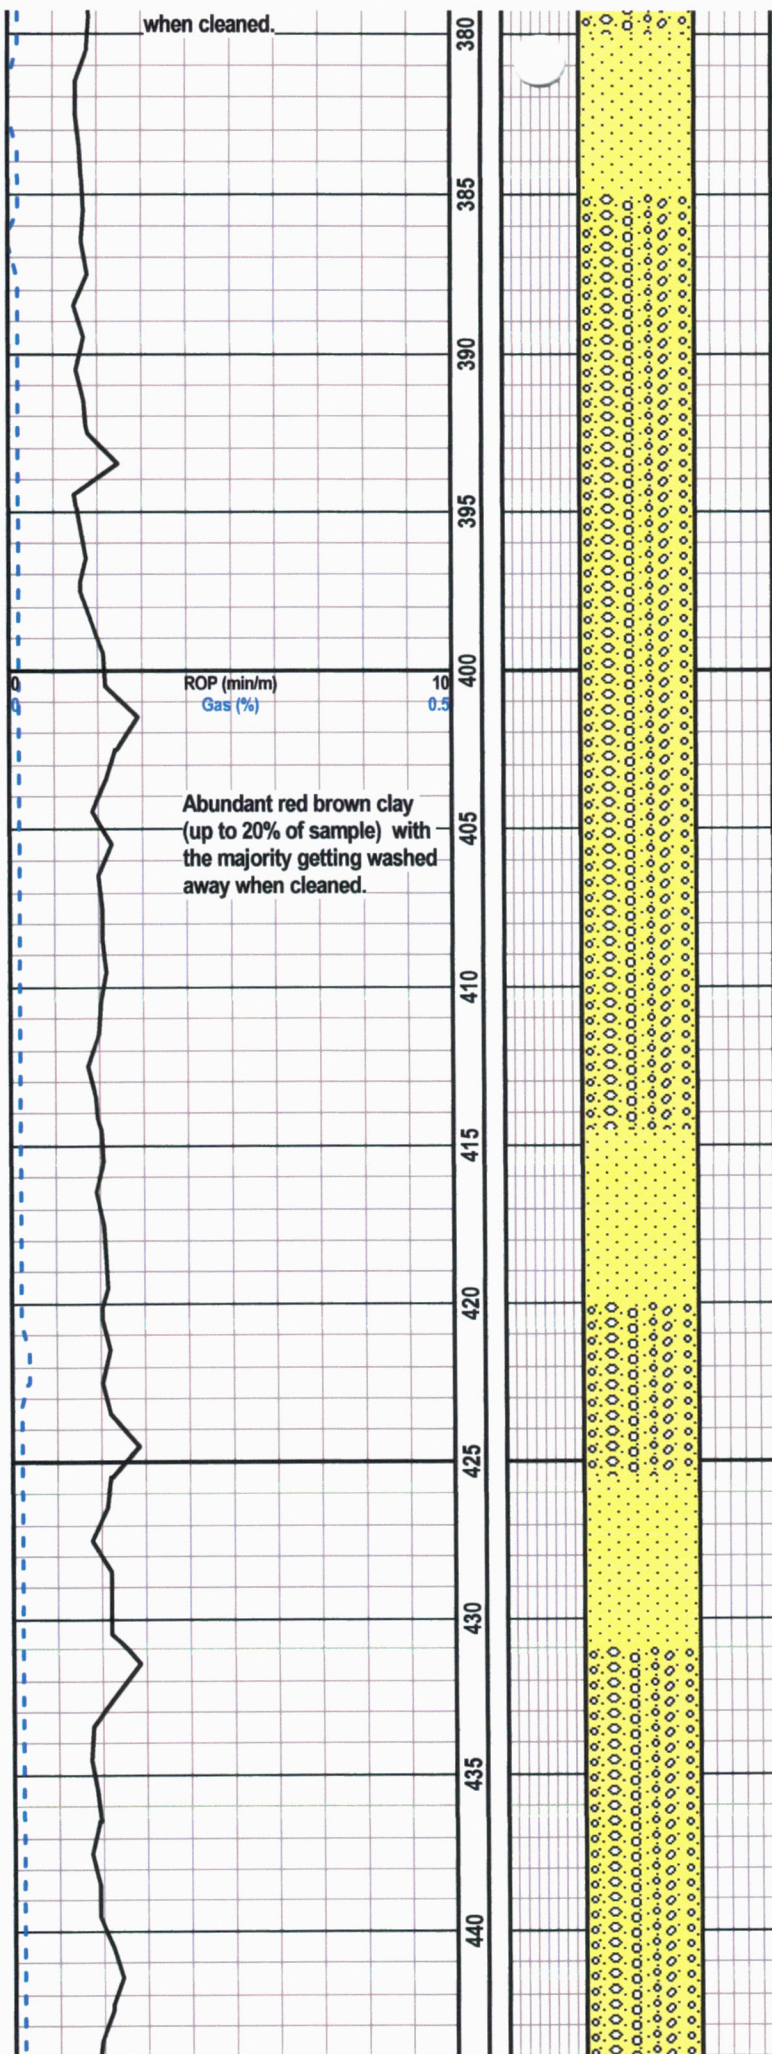 when cleaned.
380
385
390
395
400
0 ROP (min/m) 10
0 Gas (%) 0.5
Abundant red brown clay
(up to 20% of sample) with
the majority getting washed
away when cleaned.
405
410
415
420
425
430
435
440